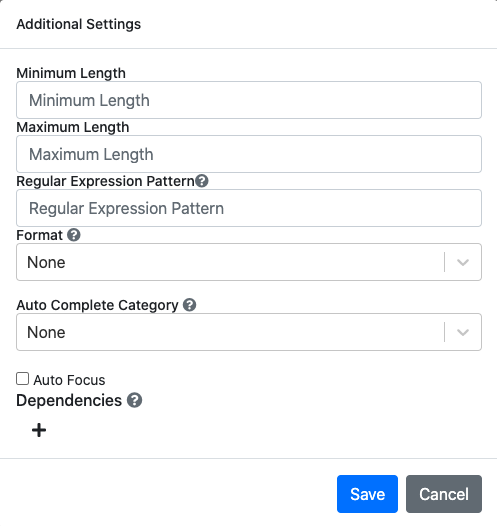 Additional Settings
Minimum Length
Minimum Length
Maximum Length
Maximum Length
Regular Expression Pattern
Regular Expression Pattern
Format
None
Auto Complete Category
None
Auto Focus
Dependencies
Save Cancel